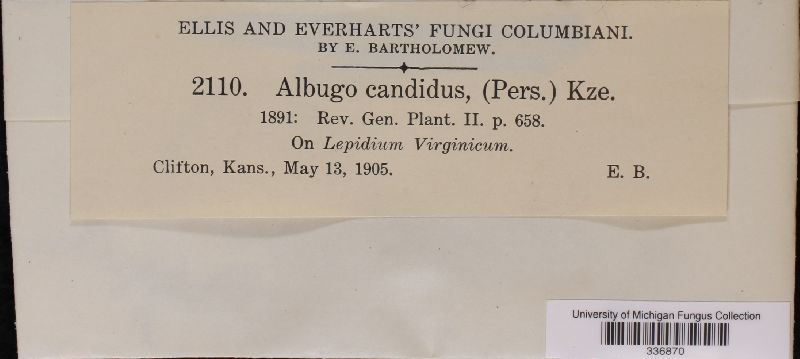 ELLIS AND EVERHARTS' FUNGI COLUMBIANI.
BY E. BARTHOLOMEW.
2110. Albugo candidus, (Pers.) Kze.
1891: Rev. Gen. Plant. II. p. 658.
On Lepidium Virginicum.
Clifton, Kans., May 13, 1905. E. B.
University of Michigan Fungus Collection
336870